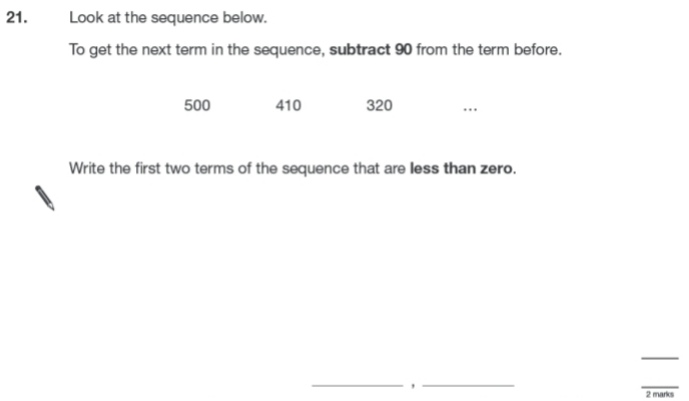 21. Look at the sequence below.
To get the next term in the sequence, subtract 90 from the term before.
500 410 320 ...
Write the first two terms of the sequence that are less than zero.
,
2 marks